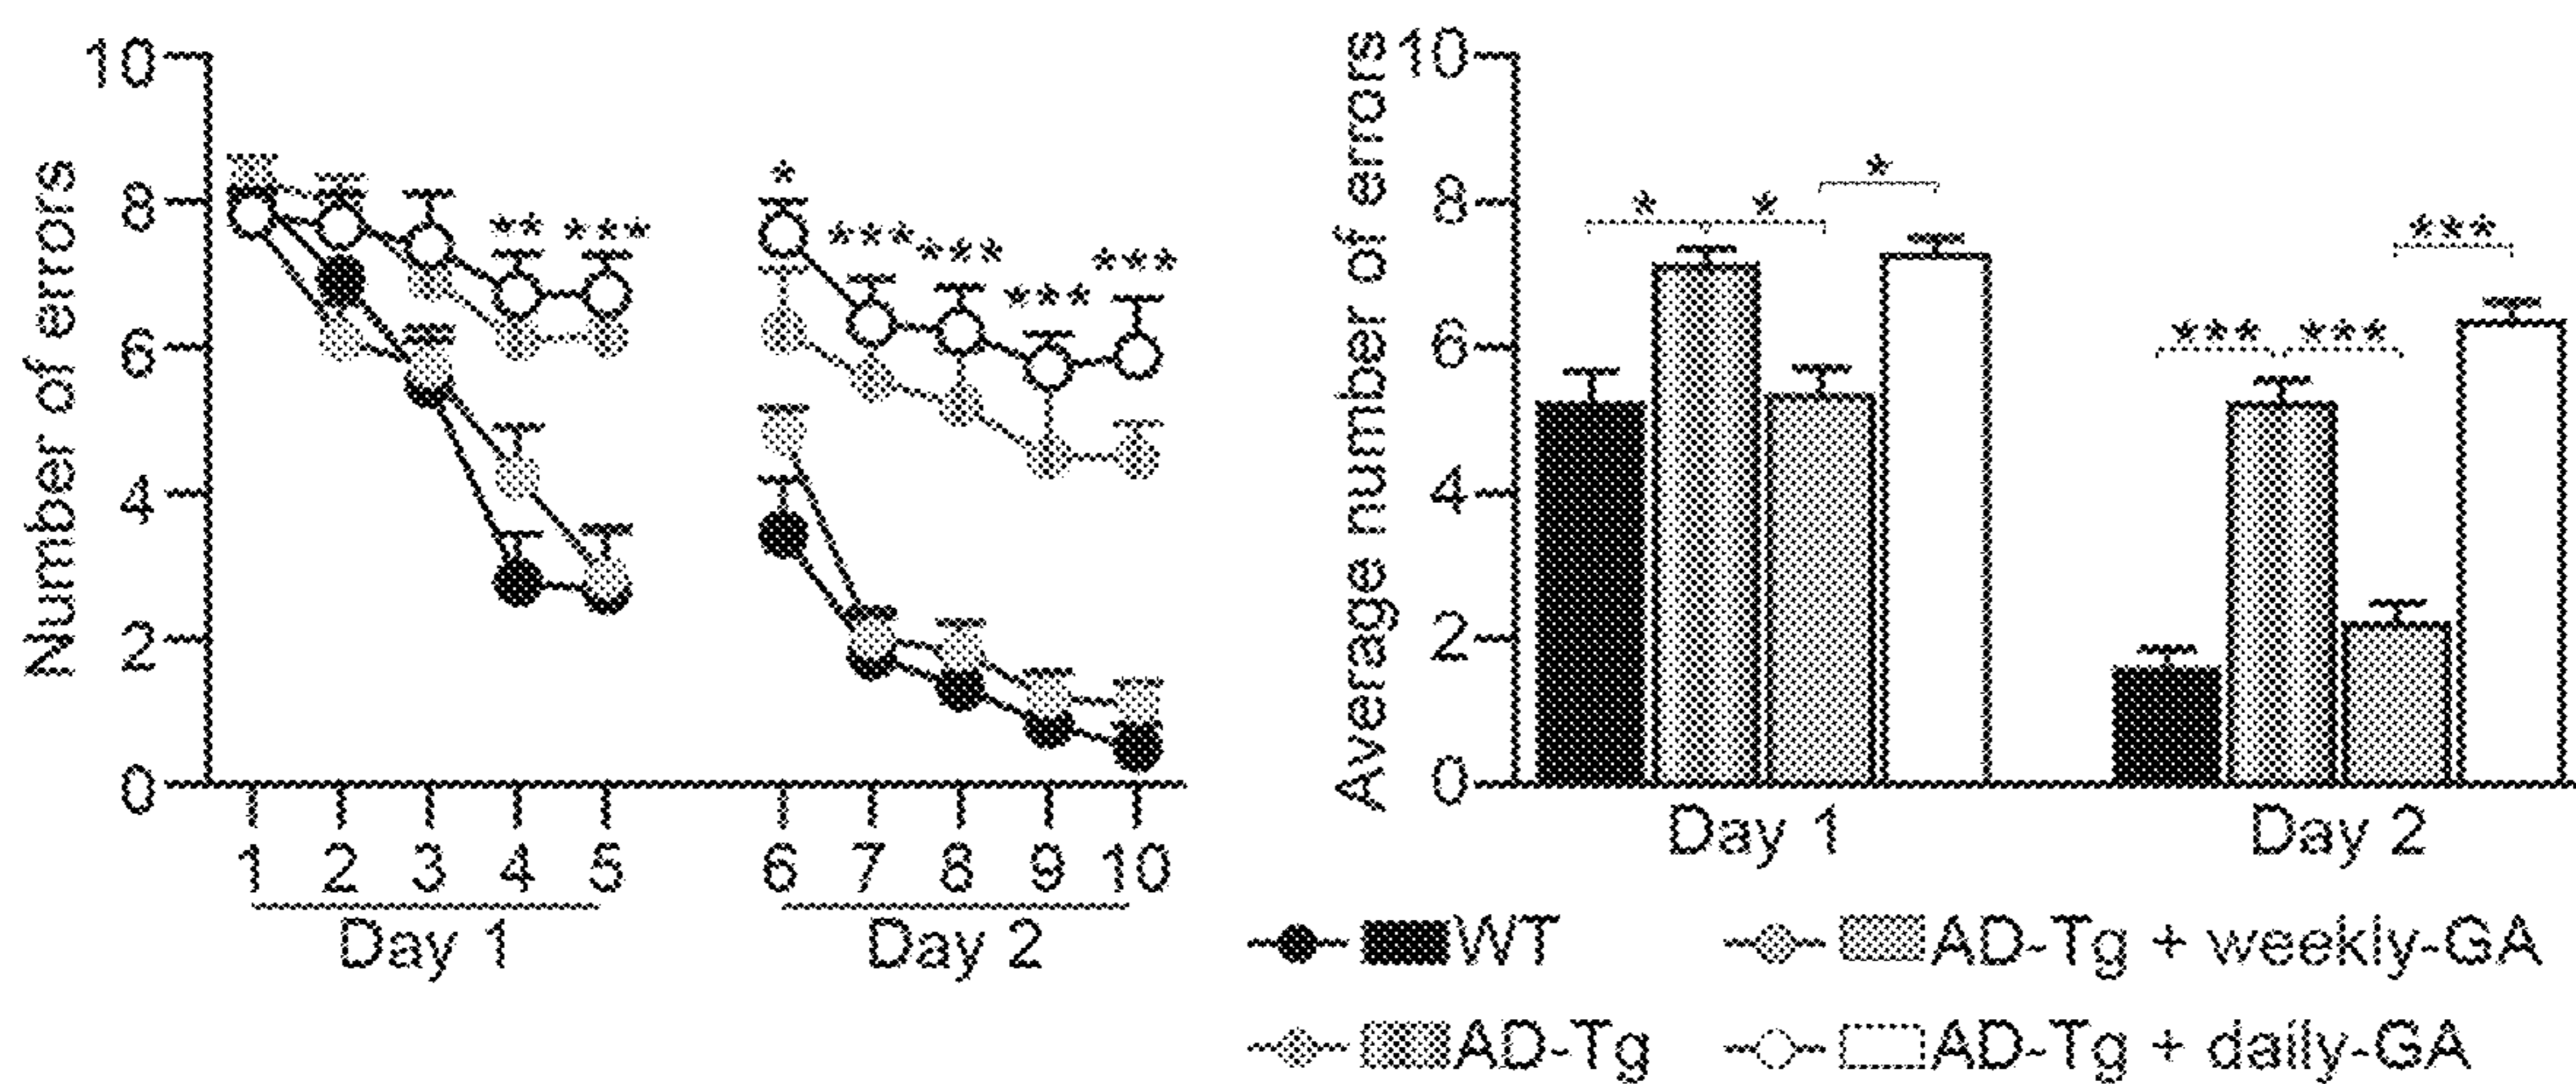 Number of errors
10
8
6
4
2
0
*
** ***
*** *** *** ***
1 2 3 4 5 6 7 8 9 10
Day 1 Day 2
Average number of errors
10
8
6
4
2
0
* * *
*** *** ***
Day 1 Day 2
WT AD-Tg + weekly-GA
AD-Tg AD-Tg + daily-GA